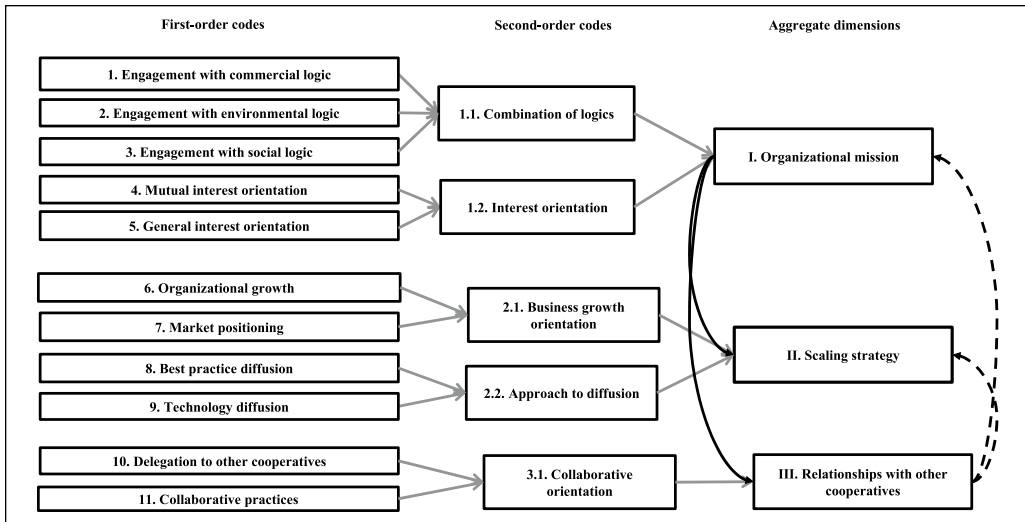 First-order codes
Second-order codes
Aggregate dimensions
1. Engagement with commercial logic
2. Engagement with environmental logic
3. Engagement with social logic
4. Mutual interest orientation
5. General interest orientation
1.1. Combination of logics
1.2. Interest orientation
I. Organizational mission
6. Organizational growth
7. Market positioning
8. Best practice diffusion
9. Technology diffusion
2.1. Business growth
orientation
2.2. Approach to diffusion
II. Scaling strategy
10. Delegation to other cooperatives
11. Collaborative practices
3.1. Collaborative
orientation
III. Relationships with other
cooperatives